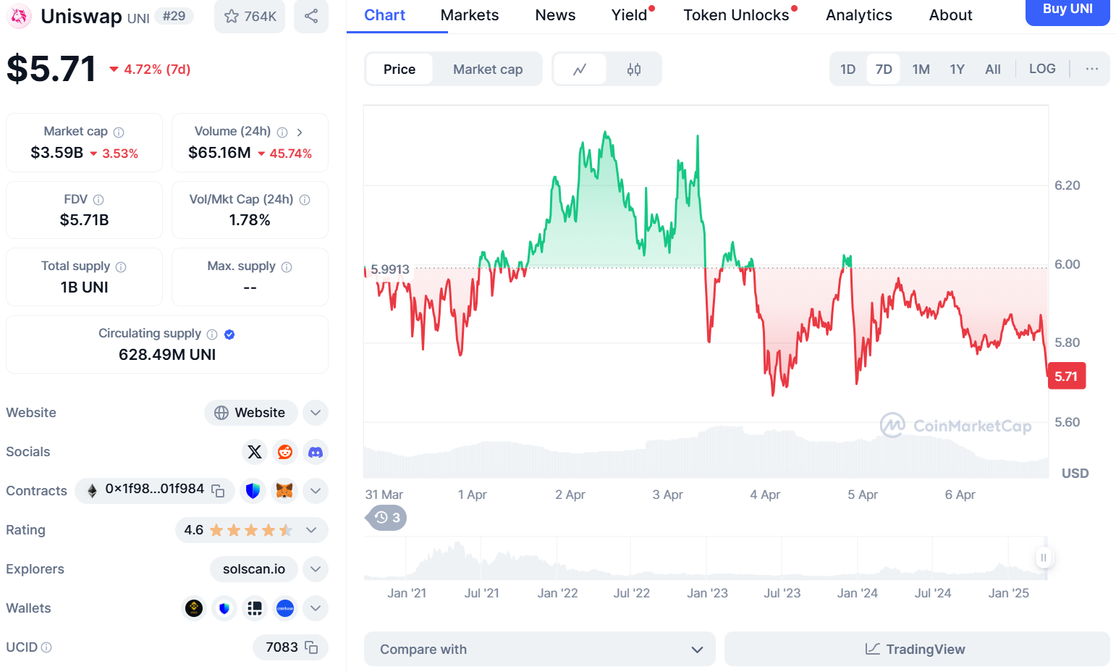 Uniswap UNI #29 764K
$5.71 4.72% (7d)
Market cap
$3.59B 3.53%
Volume (24h)
$65.16M 45.74%
FDV
$5.71B
Vol/Mkt Cap (24h)
1.78%
Total supply
1B UNI
Max. supply
--
Circulating supply
628.49M UNI
Website Website
Socials
Contracts 0x1f98...01f984
Rating 4.6
Explorers solscan.io
Wallets
UCID 7083
Chart Markets News Yield Token Unlocks Analytics About Buy UNI
Price Market cap 1D 7D 1M 1Y All LOG ...
6.20
5.9913 6.00
5.80
5.71
5.60
CoinMarketCap
USD
31 Mar 1 Apr 2 Apr 3 Apr 4 Apr 5 Apr 6 Apr
3
Jan '21 Jul '21 Jan '22 Jul '22 Jan '23 Jul '23 Jan '24 Jul '24 Jan '25
Compare with TradingView